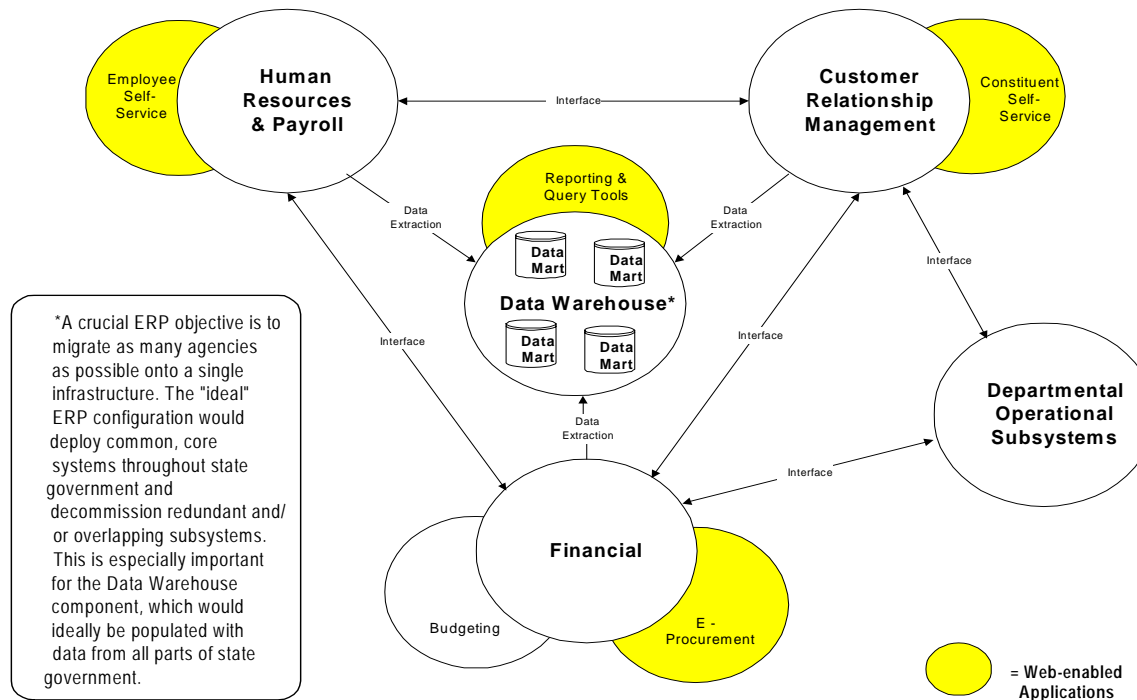 Employee
Self-
Service
Human
Resources
& Payroll
Interface
Customer
Relationship
Management
Constituent
Self-
Service
Reporting &
Query Tools
Data
Extraction
Data
Extraction
Data
Mart
Data
Mart
Data Warehouse*
Data
Mart
Data
Mart
Interface
Interface
Interface
Data
Extraction
Departmental
Operational
Subsystems
Interface
*A crucial ERP objective is to
migrate as many agencies
as possible onto a single
infrastructure. The "ideal"
ERP configuration would
deploy common, core
systems throughout state
government and
decommission redundant and/
or overlapping subsystems.
This is especially important
for the Data Warehouse
component, which would
ideally be populated with
data from all parts of state
government.
Financial
Budgeting
E -
Procurement
= Web-enabled
Applications